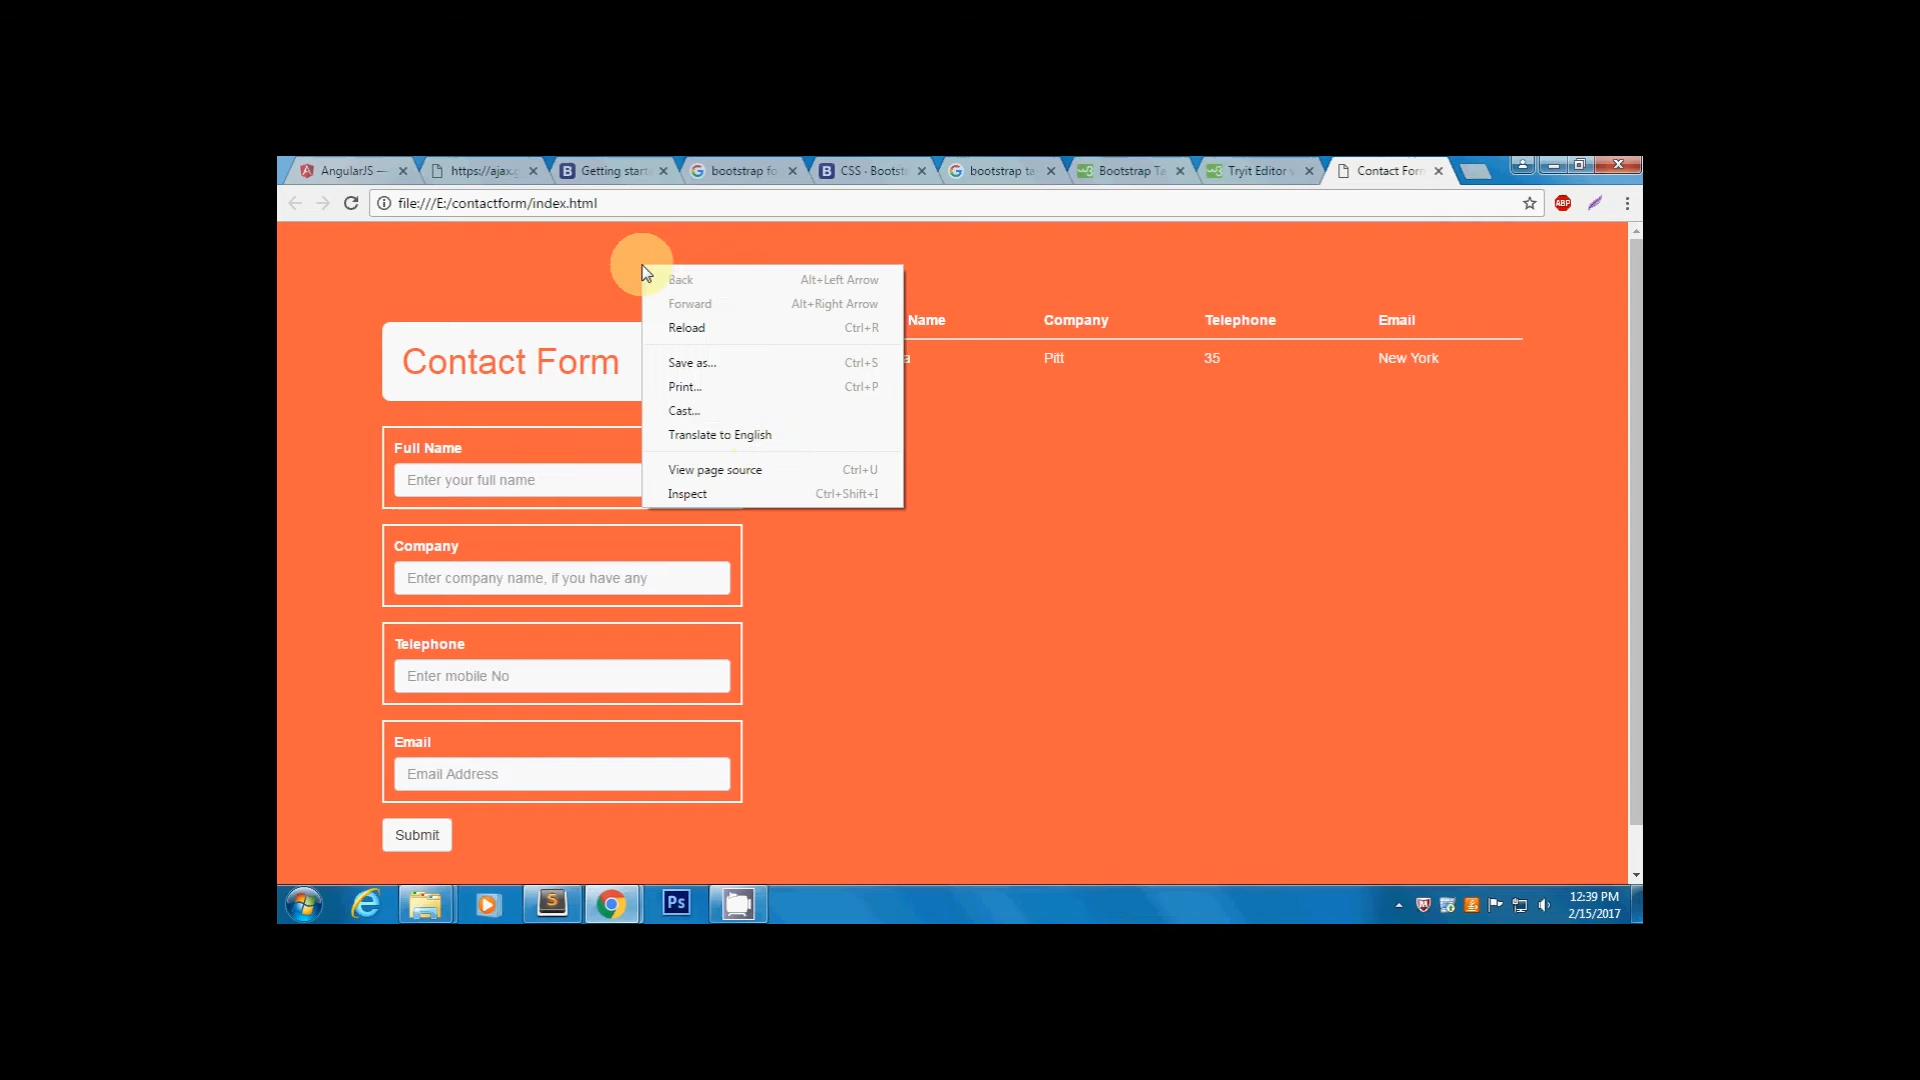 AngularJS —
https://ajax.g
Getting start
bootstrap fo
CSS · Bootst
bootstrap ta
Bootstrap Ta
Tryit Editor v
Contact Form
file:///E:/contactform/index.html
ABP
Back Alt+Left Arrow
Forward Alt+Right Arrow
Reload Ctrl+R
Save as... Ctrl+S
Print... Ctrl+P
Cast...
Translate to English
View page source Ctrl+U
Inspect Ctrl+Shift+I
Name Company Telephone Email
a Pitt 35 New York
Contact Form
Full Name
Enter your full name
Company
Enter company name, if you have any
Telephone
Enter mobile No
Email
Email Address
Submit
Ps
12:39 PM
2/15/2017